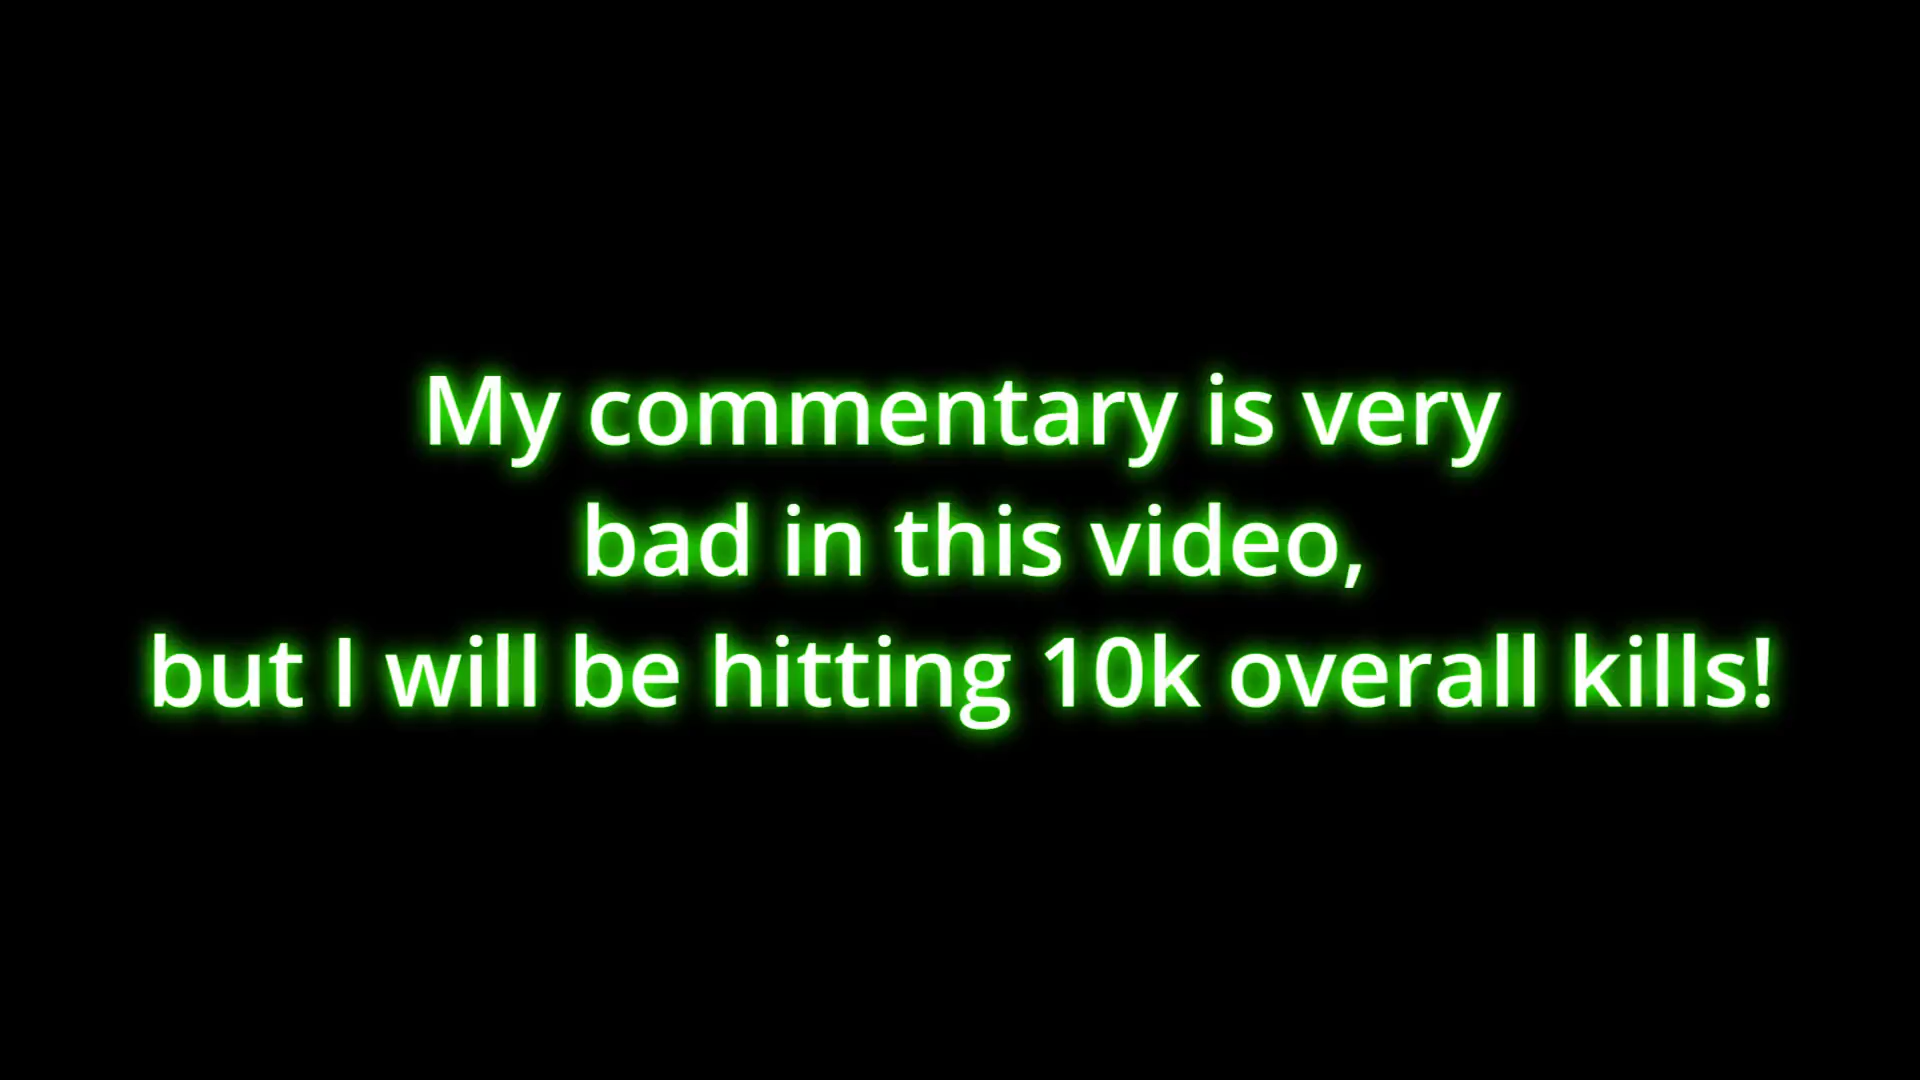 My commentary is very
bad in this video,
but I will be hitting 10k overall kills!